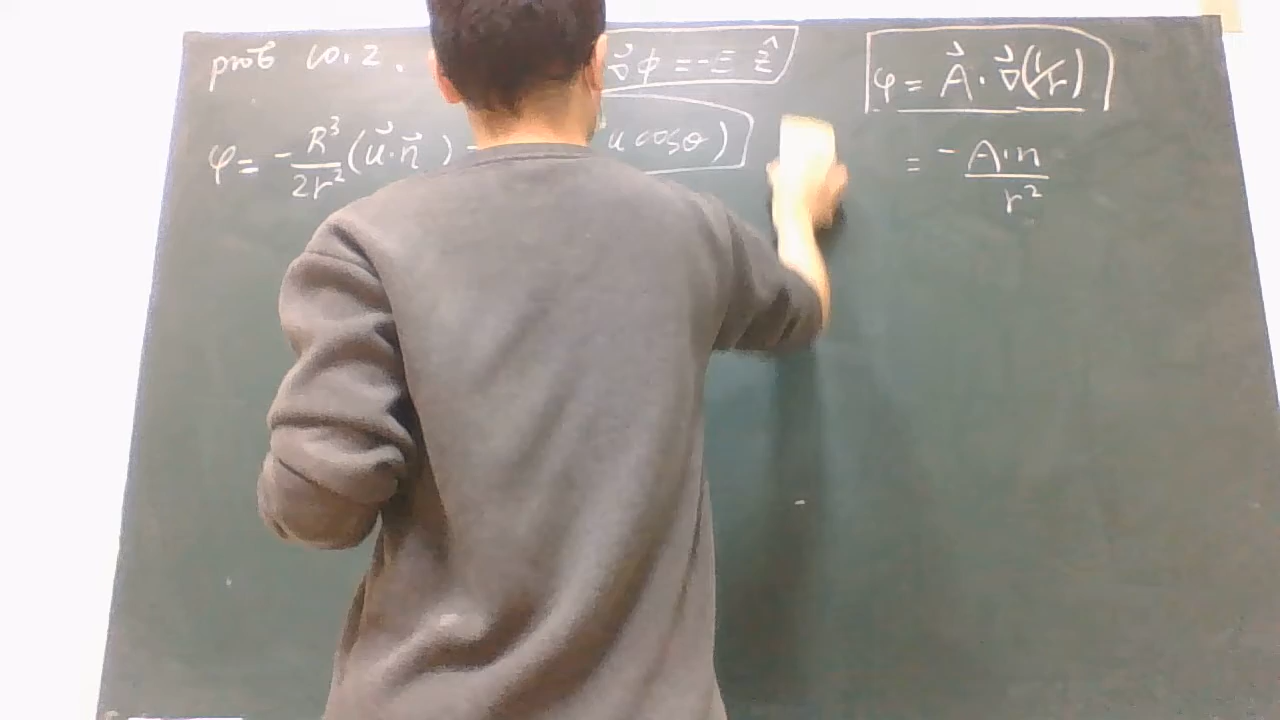 prob 10.2.
∇⃗ϕ = -E ẑ
φ = -R³/2r² (u⃗·n⃗) = u cosθ)
φ = A⃗·∇⃗(1/r)
= -A·n/r²